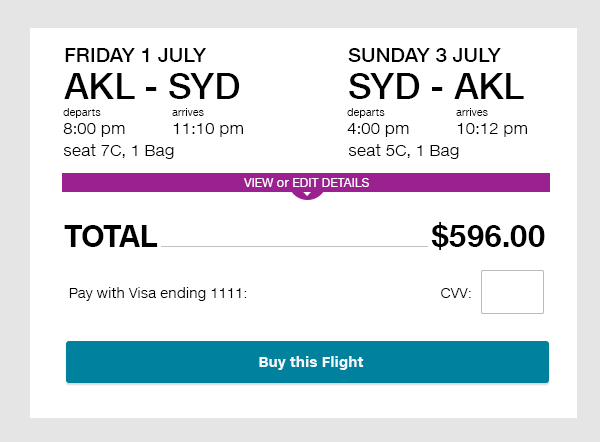 FRIDAY 1 JULY
AKL - SYD
departs arrives
8:00 pm 11:10 pm
seat 7C, 1 Bag
SUNDAY 3 JULY
SYD - AKL
departs arrives
4:00 pm 10:12 pm
seat 5C, 1 Bag
VIEW or EDIT DETAILS
TOTAL $596.00
Pay with Visa ending 1111: CVV:
Buy this Flight